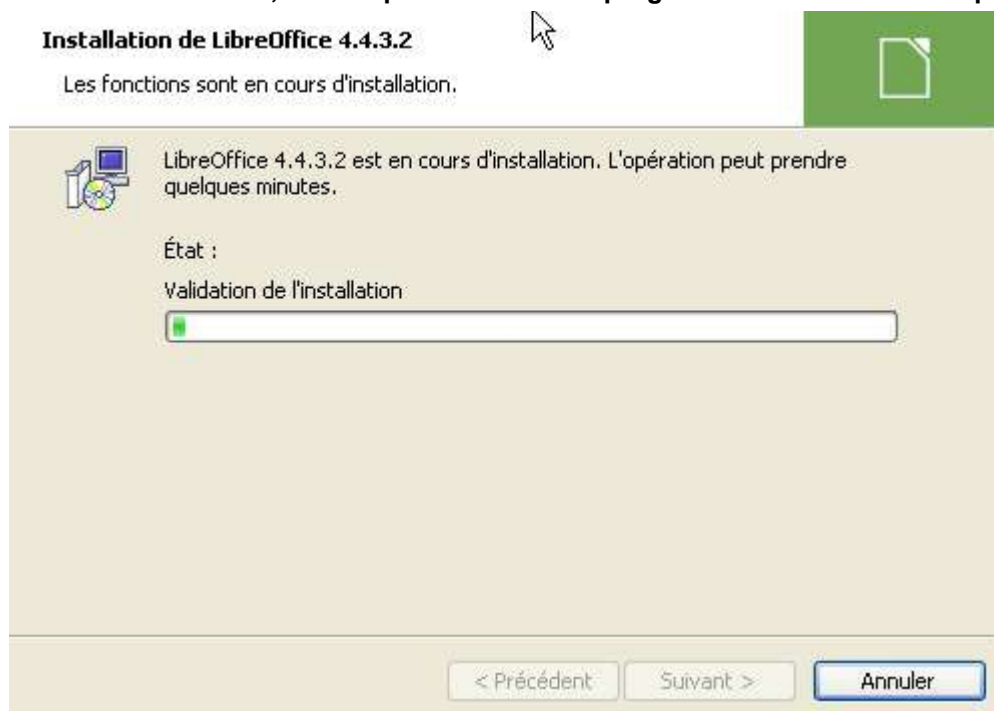 Installation de LibreOffice 4.4.3.2
Les fonctions sont en cours d'installation.
LibreOffice 4.4.3.2 est en cours d'installation. L'opération peut prendre
quelques minutes.
État :
Validation de l'installation
< Précédent Suivant > Annuler